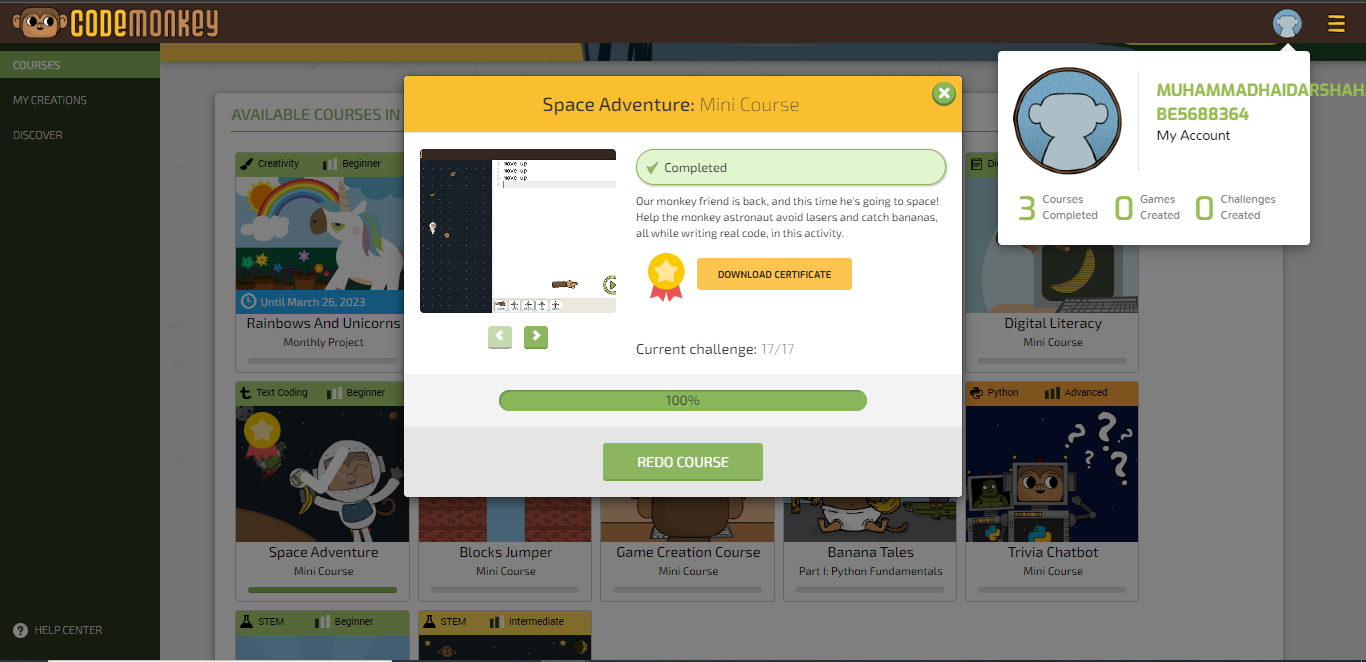 CODEMONKEY
COURSES
MY CREATIONS
DISCOVER
HELP CENTER
MUHAMMADHAIDARSHAH
BE5688364
My Account
3 Courses Completed
0 Games Created
0 Challenges Created
AVAILABLE COURSES IN
Space Adventure: Mini Course
1 move up
2 move up
3 move up
4
Completed
Our monkey friend is back, and this time he's going to space!
Help the monkey astronaut avoid lasers and catch bananas,
all while writing real code, in this activity.
DOWNLOAD CERTIFICATE
Current challenge: 17/17
100%
REDO COURSE
Creativity Beginner
Until March 26, 2023
Rainbows And Unicorns
Monthly Project
Di
Digital Literacy
Mini Course
Text Coding Beginner
Space Adventure
Mini Course
Blocks Jumper
Mini Course
Game Creation Course
Mini Course
Banana Tales
Part I: Python Fundamentals
Python Advanced
? ? ? ?
Trivia Chatbot
Mini Course
STEM Beginner
STEM Intermediate